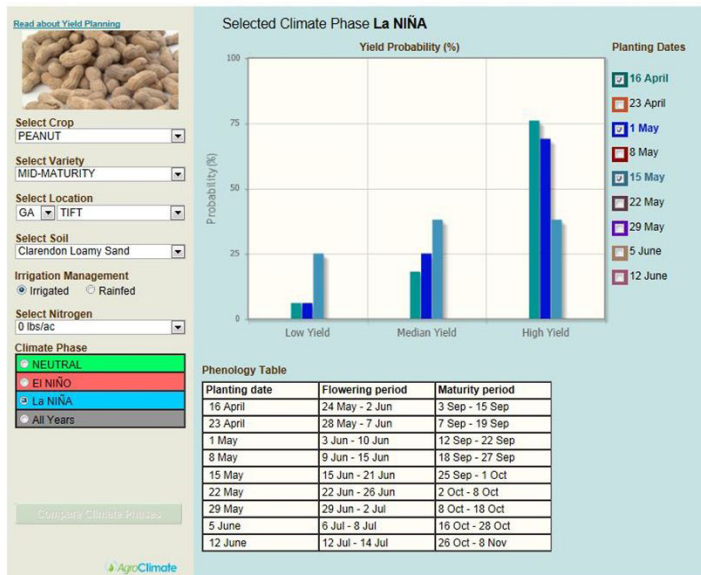 Read about Yield Planning
Select Crop
PEANUT
Select Variety
MID-MATURITY
Select Location
GA TIFT
Select Soil
Clarendon Loamy Sand
Irrigation Management
Irrigated Rainfed
Select Nitrogen
0 lbs/ac
Climate Phase
NEUTRAL
El NIÑO
La NIÑA
All Years
Compare Climate Phases
AgroClimate
Selected Climate Phase La NIÑA
Yield Probability (%)
Probability (%)
100
75
50
25
0
Low Yield Median Yield High Yield
Planting Dates
16 April
23 April
1 May
8 May
15 May
22 May
29 May
5 June
12 June
Phenology Table
Planting date Flowering period Maturity period
16 April 24 May - 2 Jun 3 Sep - 15 Sep
23 April 28 May - 7 Jun 7 Sep - 19 Sep
1 May 3 Jun - 10 Jun 12 Sep - 22 Sep
8 May 9 Jun - 15 Jun 18 Sep - 27 Sep
15 May 15 Jun - 21 Jun 25 Sep - 1 Oct
22 May 22 Jun - 26 Jun 2 Oct - 8 Oct
29 May 29 Jun - 2 Jul 8 Oct - 18 Oct
5 June 6 Jul - 8 Jul 16 Oct - 28 Oct
12 June 12 Jul - 14 Jul 26 Oct - 8 Nov